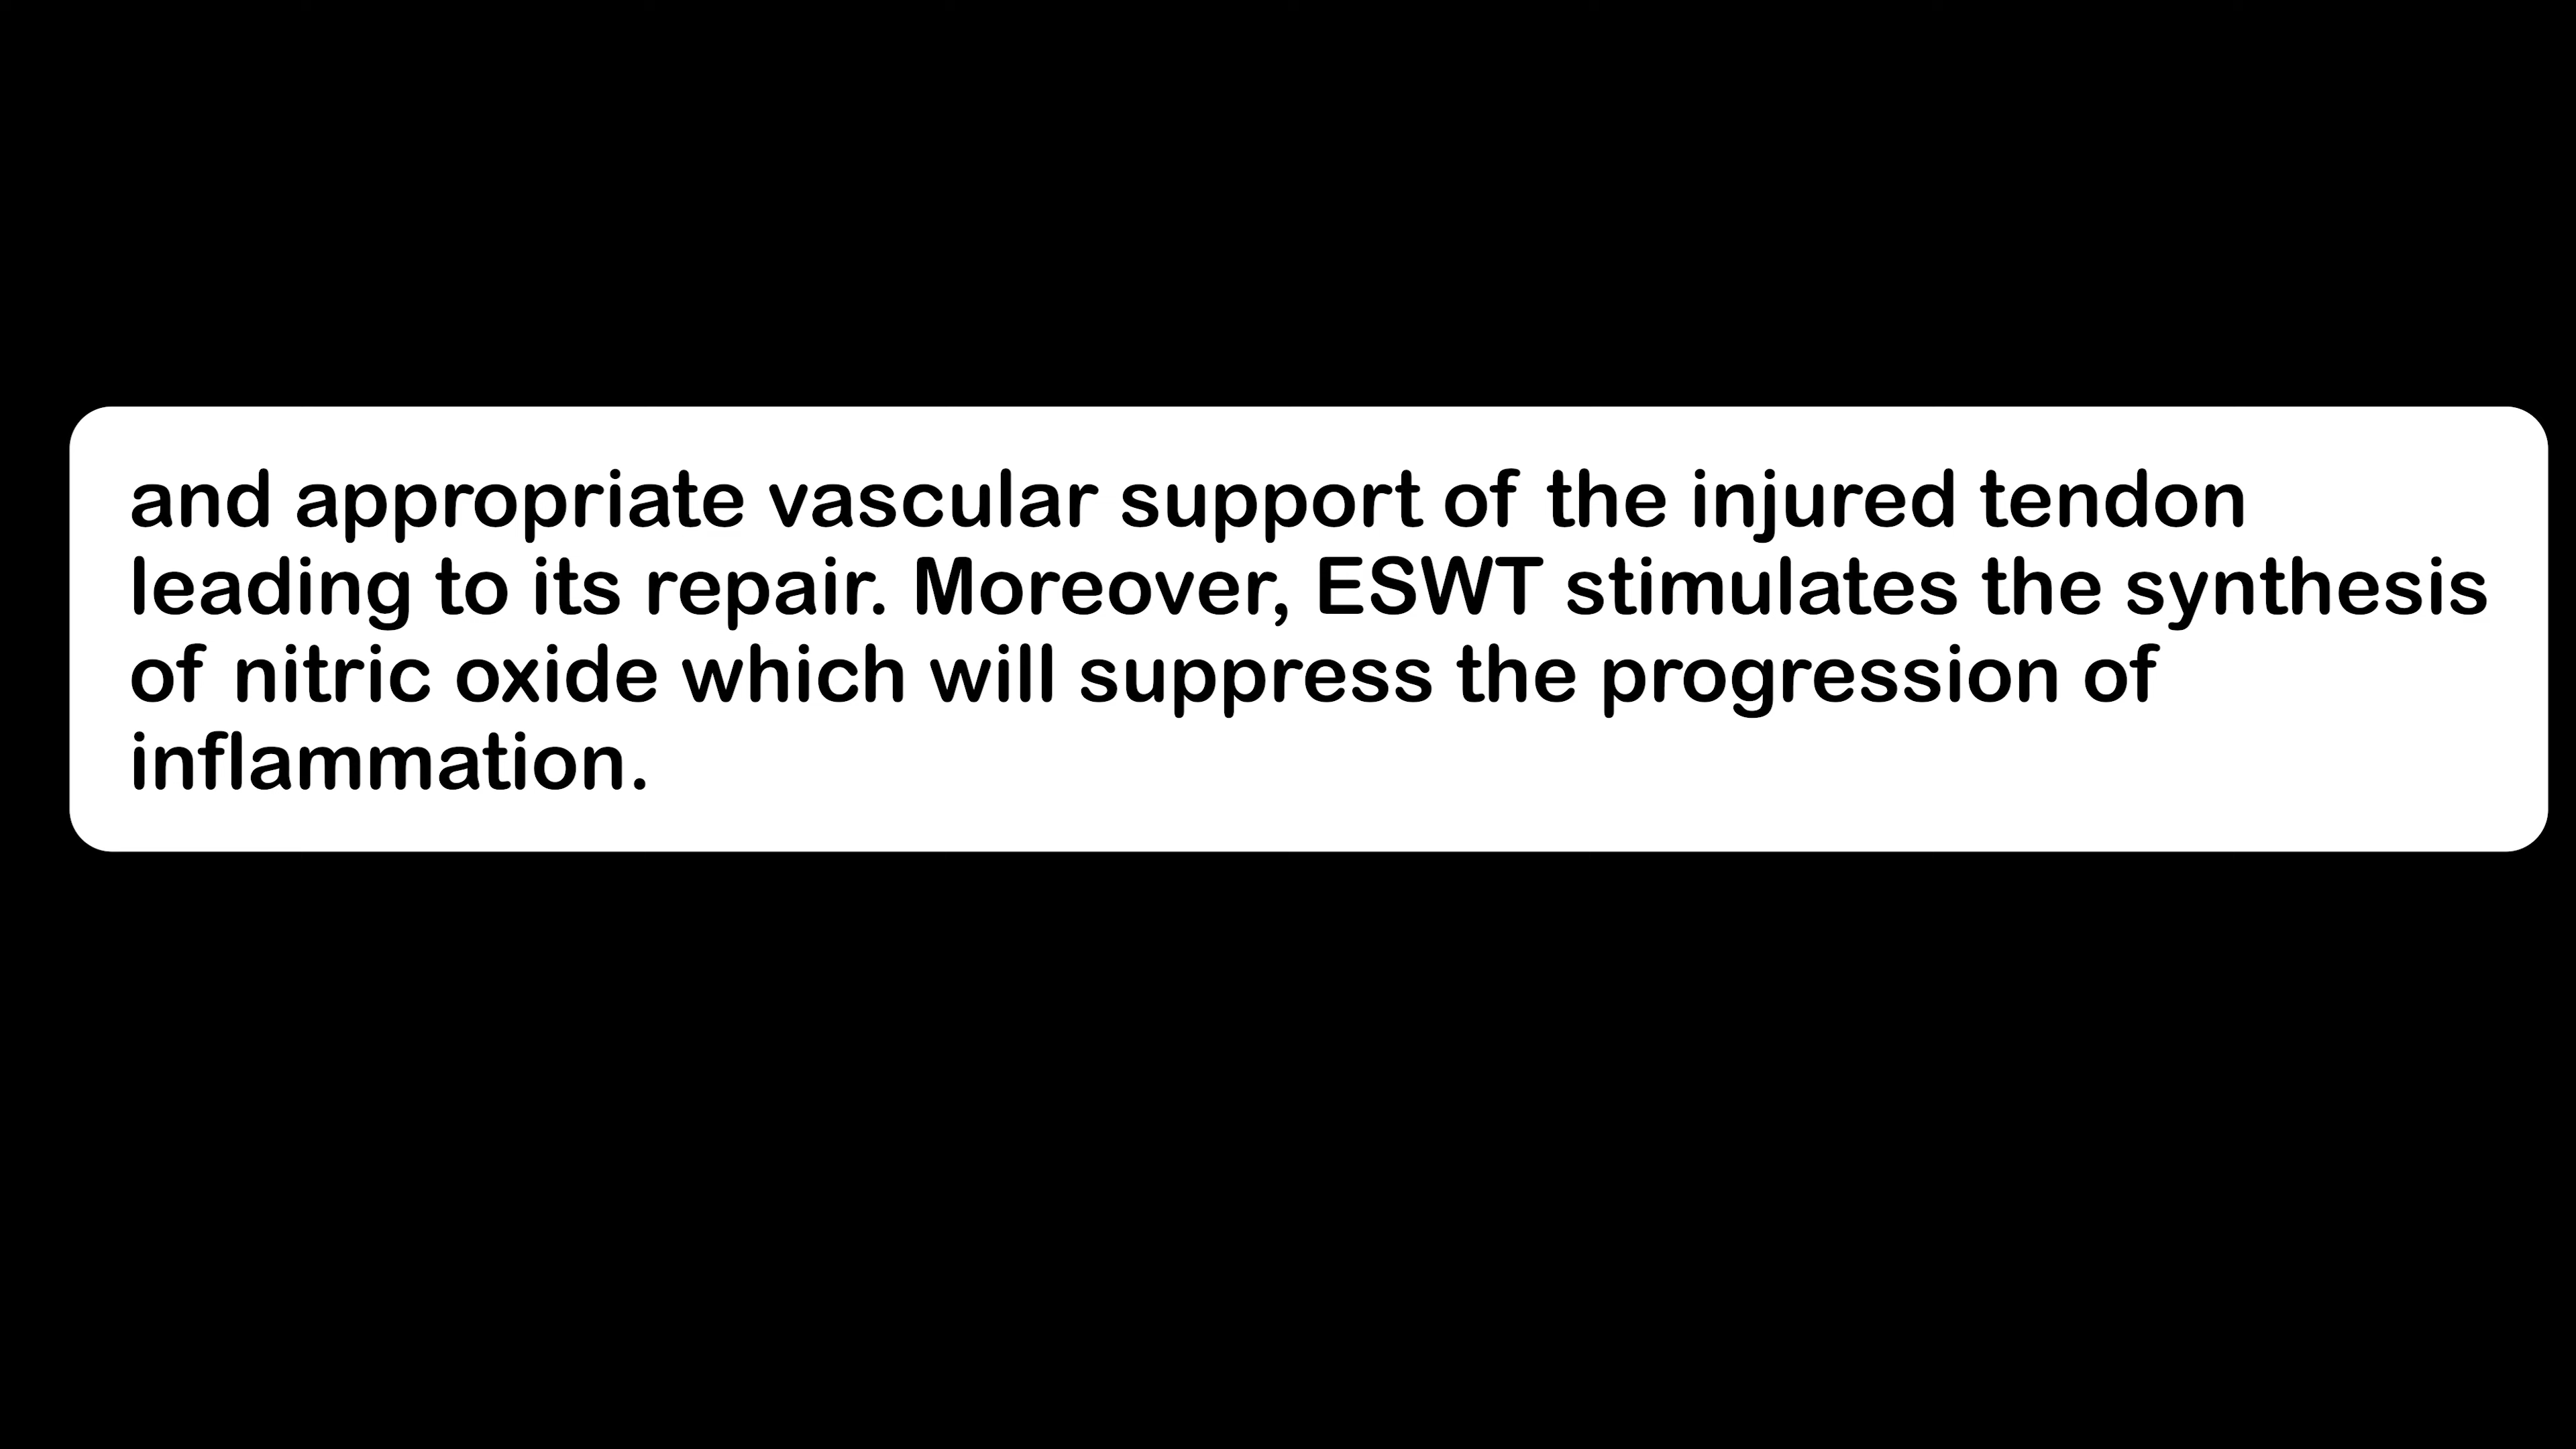 and appropriate vascular support of the injured tendon
leading to its repair. Moreover, ESWT stimulates the synthesis
of nitric oxide which will suppress the progression of
inflammation.